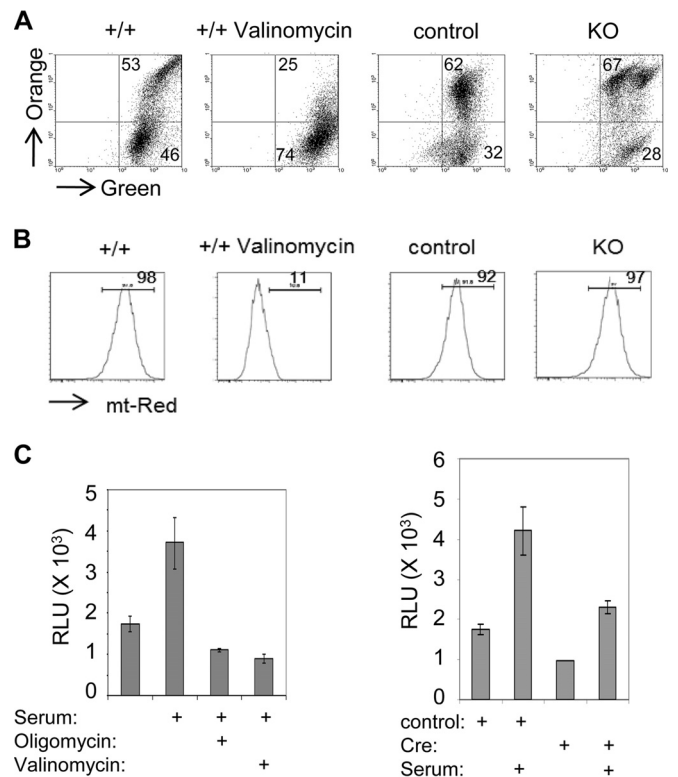 A
+/+ +/+ Valinomycin control KO
Orange
53 25 62 67
46 74 32 28
Green
B
+/+ +/+ Valinomycin control KO
98 11 92 97
mt-Red
C
RLU (X 10³)
5
4
3
2
1
0
Serum: + + +
Oligomycin: +
Valinomycin: +
RLU (X 10³)
6
5
4
3
2
1
0
control: + +
Cre: + +
Serum: + +